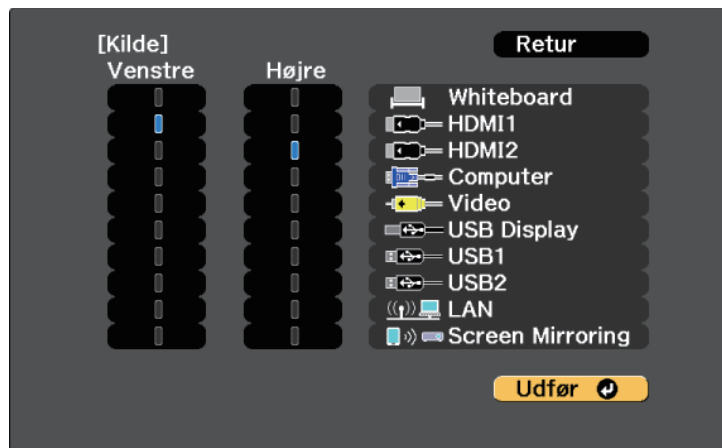 [Kilde]
Retur
Venstre
Højre
Whiteboard
HDMI1
HDMI2
Computer
Video
USB Display
USB1
USB2
LAN
Screen Mirroring
Udfør